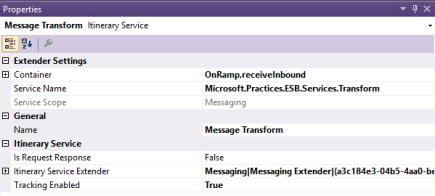 Properties
Message Transform Itinerary Service
Extender Settings
Container OnRamp,receiveInbound
Service Name Microsoft.Practices.ESB.Services.Transform
Service Scope Messaging
General
Name Message Transform
Itinerary Service
Is Request Response False
Itinerary Service Extender Messaging|Messaging Extender|(a3c184e3-04b5-4aa0-be
Tracking Enabled True